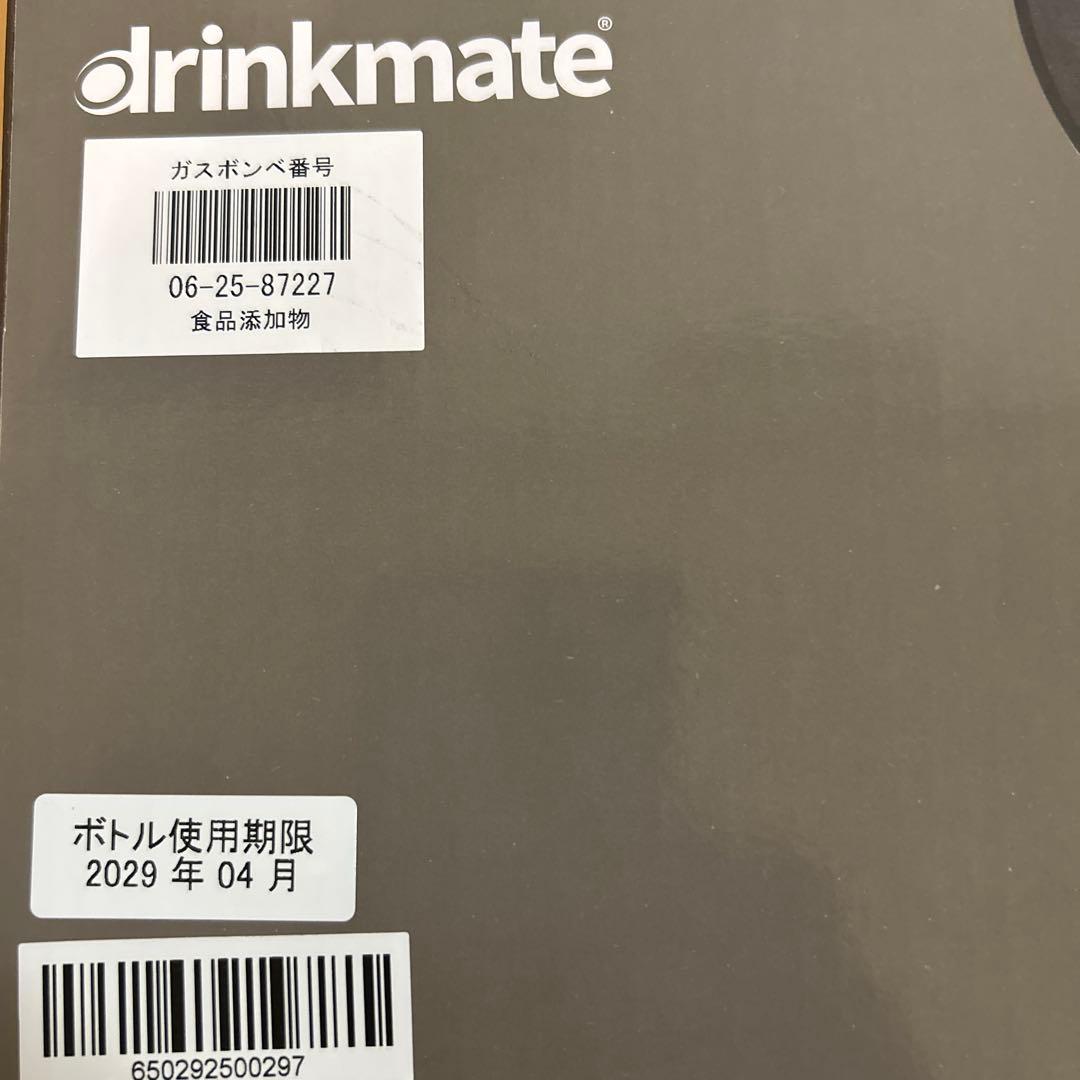 drinkmate®
ガスボンベ番号
06-25-87227
食品添加物
ボトル使用期限
2029 年 04 月
650292500297